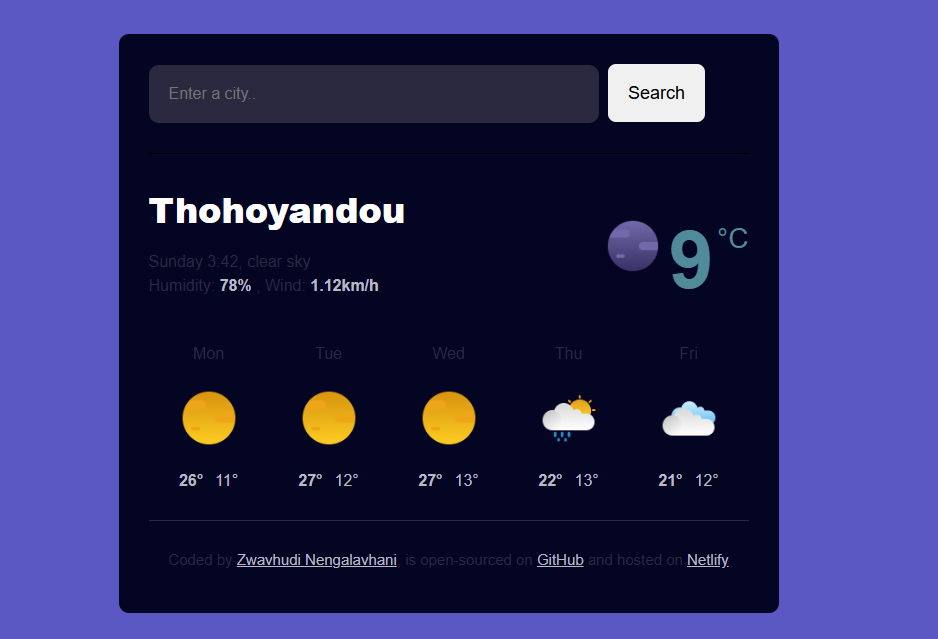 Enter a city..
Search
Thohoyandou
9 °C
Sunday 3:42, clear sky
Humidity: 78% , Wind: 1.12km/h
Mon Tue Wed Thu Fri
26° 11° 27° 12° 27° 13° 22° 13° 21° 12°
Coded by Zwavhudi Nengalavhani, is open-sourced on GitHub and hosted on Netlify